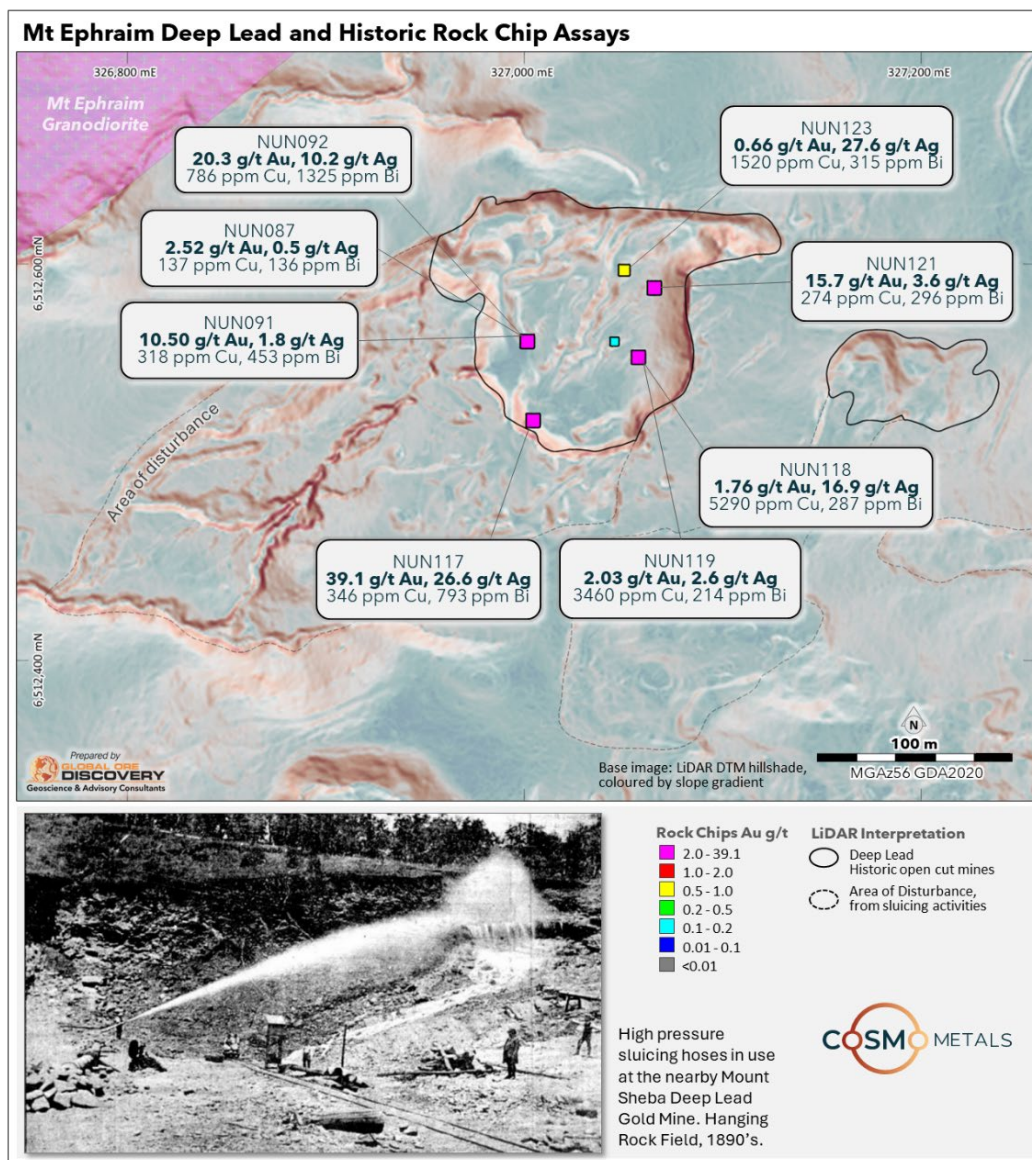 Mt Ephraim Deep Lead and Historic Rock Chip Assays
326,800 mE
327,000 mE
327,200 mE
Mt Ephraim
Granodiorite
NUN092
20.3 g/t Au, 10.2 g/t Ag
786 ppm Cu, 1325 ppm Bi
NUN123
0.66 g/t Au, 27.6 g/t Ag
1520 ppm Cu, 315 ppm Bi
6,512,600 mN
NUN087
2.52 g/t Au, 0.5 g/t Ag
137 ppm Cu, 136 ppm Bi
NUN121
15.7 g/t Au, 3.6 g/t Ag
274 ppm Cu, 296 ppm Bi
NUN091
10.50 g/t Au, 1.8 g/t Ag
318 ppm Cu, 453 ppm Bi
Area of disturbance
NUN118
1.76 g/t Au, 16.9 g/t Ag
5290 ppm Cu, 287 ppm Bi
NUN117
39.1 g/t Au, 26.6 g/t Ag
346 ppm Cu, 793 ppm Bi
NUN119
2.03 g/t Au, 2.6 g/t Ag
3460 ppm Cu, 214 ppm Bi
6,512,400 mN
N
100 m
MGAz56 GDA2020
Prepared by
GLOBAL ORE
DISCOVERY
Geoscience & Advisory Consultants
Base image: LiDAR DTM hillshade,
coloured by slope gradient
Rock Chips Au g/t
2.0 - 39.1
1.0 - 2.0
0.5 - 1.0
0.2 - 0.5
0.1 - 0.2
0.01 - 0.1
<0.01
LiDAR Interpretation
Deep Lead
Historic open cut mines
Area of Disturbance,
from sluicing activities
High pressure
sluicing hoses in use
at the nearby Mount
Sheba Deep Lead
Gold Mine. Hanging
Rock Field, 1890's.
COSMO METALS